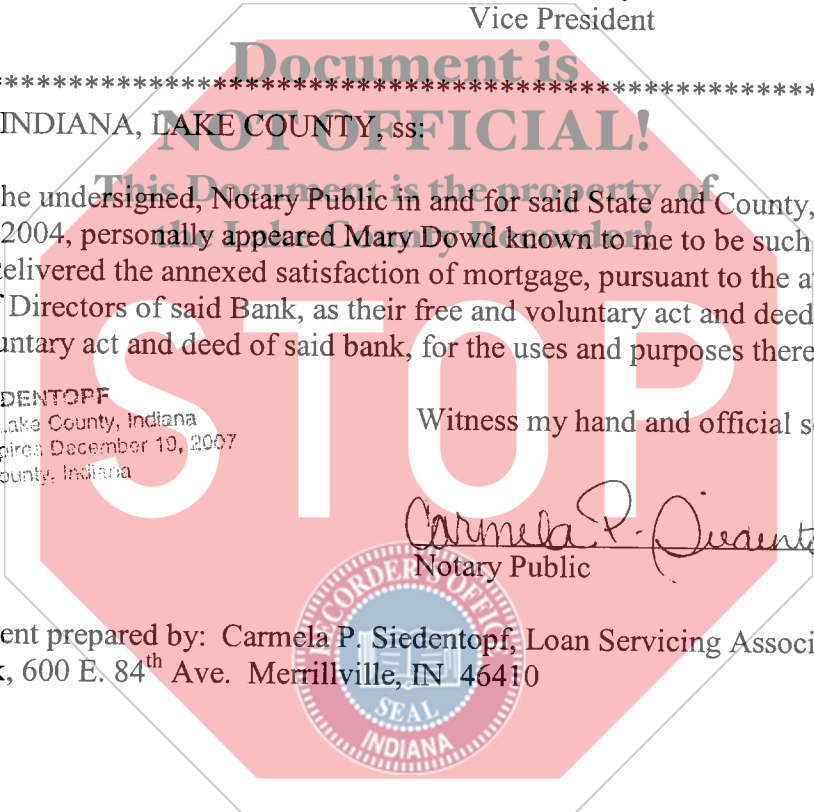 Vice President
Document is
************************************************************
INDIANA, LAKE COUNTY, ss:
NOT OFFICIAL!
he undersigned, Notary Public in and for said State and County,
This Document is the property of
2004, personally appeared Mary Dowd known to me to be such
the Lake County Recorder!
elivered the annexed satisfaction of mortgage, pursuant to the a
f Directors of said Bank, as their free and voluntary act and deed
untary act and deed of said bank, for the uses and purposes there
STOP
DENTOPF
Lake County, Indiana
pires December 10, 2007
ounty, Indiana
Witness my hand and official s
Carmela P. Siedent
Notary Public
RECORDER'S OFFICE
ent prepared by: Carmela P. Siedentopf, Loan Servicing Associ
, 600 E. 84th Ave. Merrillville, IN 46410
SEAL
INDIANA